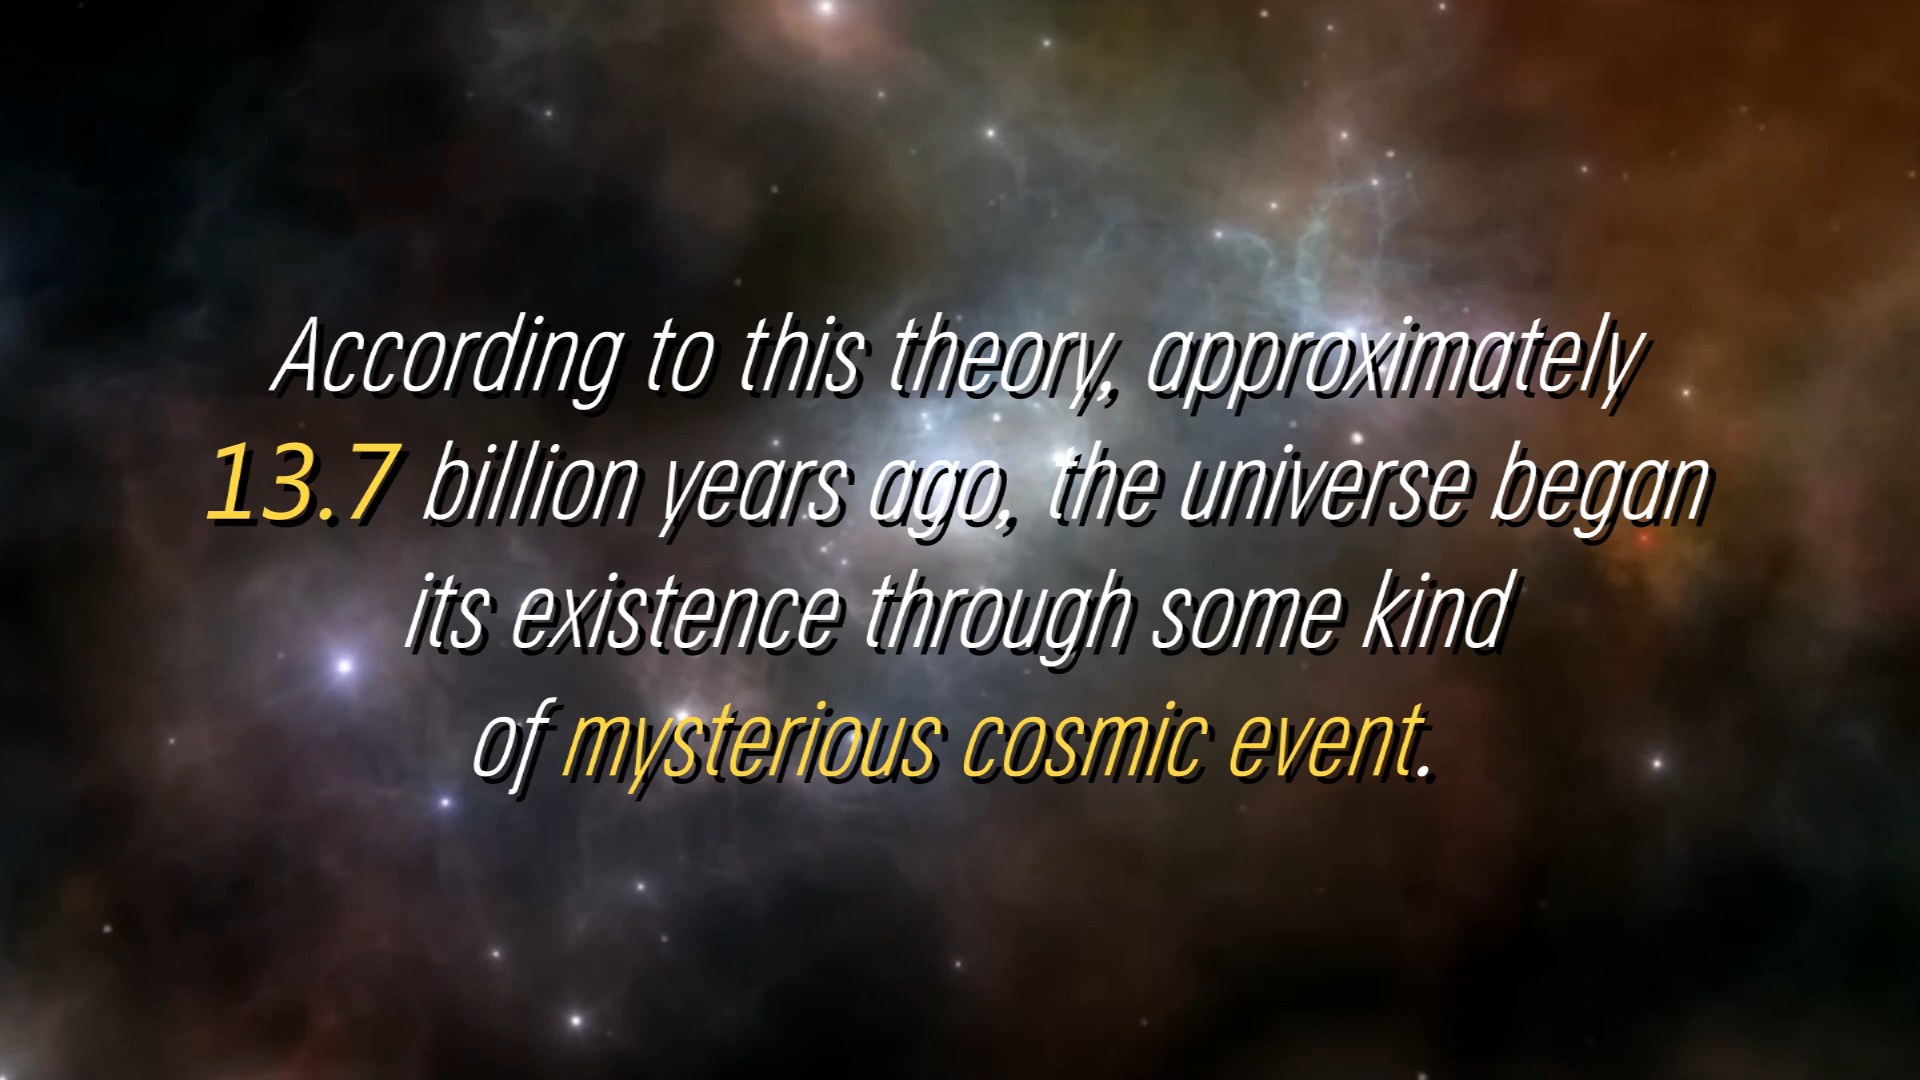 According to this theory, approximately
13.7 billion years ago, the universe began
its existence through some kind
of mysterious cosmic event.